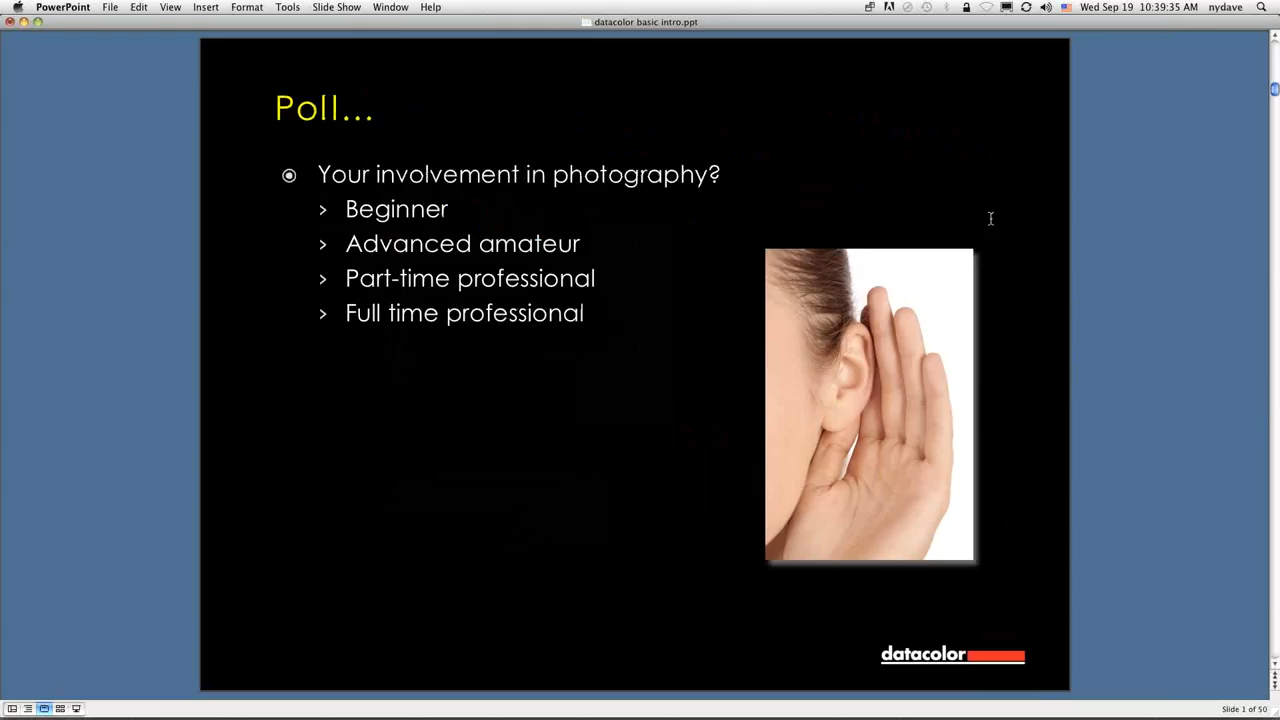 PowerPoint File Edit View Insert Format Tools Slide Show Window Help Wed Sep 19 10:39:35 AM nydave
datacolor basic intro.ppt
Poll...
Your involvement in photography?
› Beginner
› Advanced amateur
› Part-time professional
› Full time professional
datacolor
Slide 1 of 50